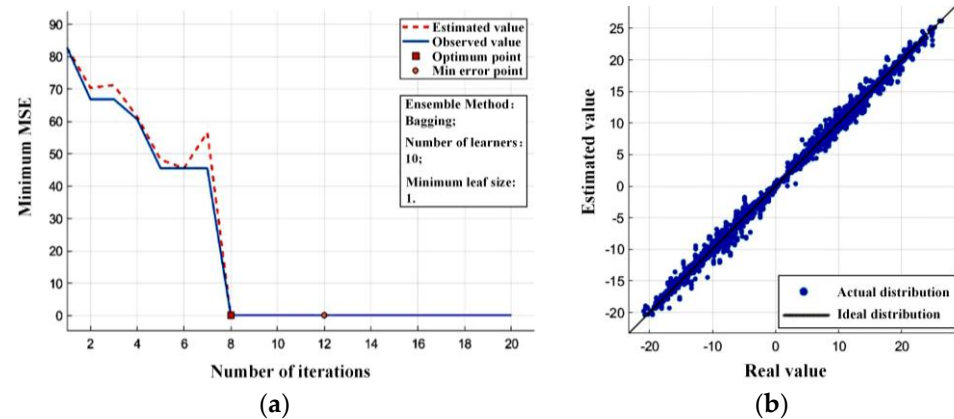 90
80
70
60
50
40
30
20
10
0
Minimum MSE
Estimated value
Observed value
Optimum point
Min error point
Ensemble Method:
Bagging;
Number of learners:
10;
Minimum leaf size:
1.
2 4 6 8 10 12 14 16 18 20
Number of iterations
(a)
25
20
15
10
5
0
-5
-10
-15
-20
Estimated value
Actual distribution
Ideal distribution
-20 -10 0 10 20
Real value
(b)